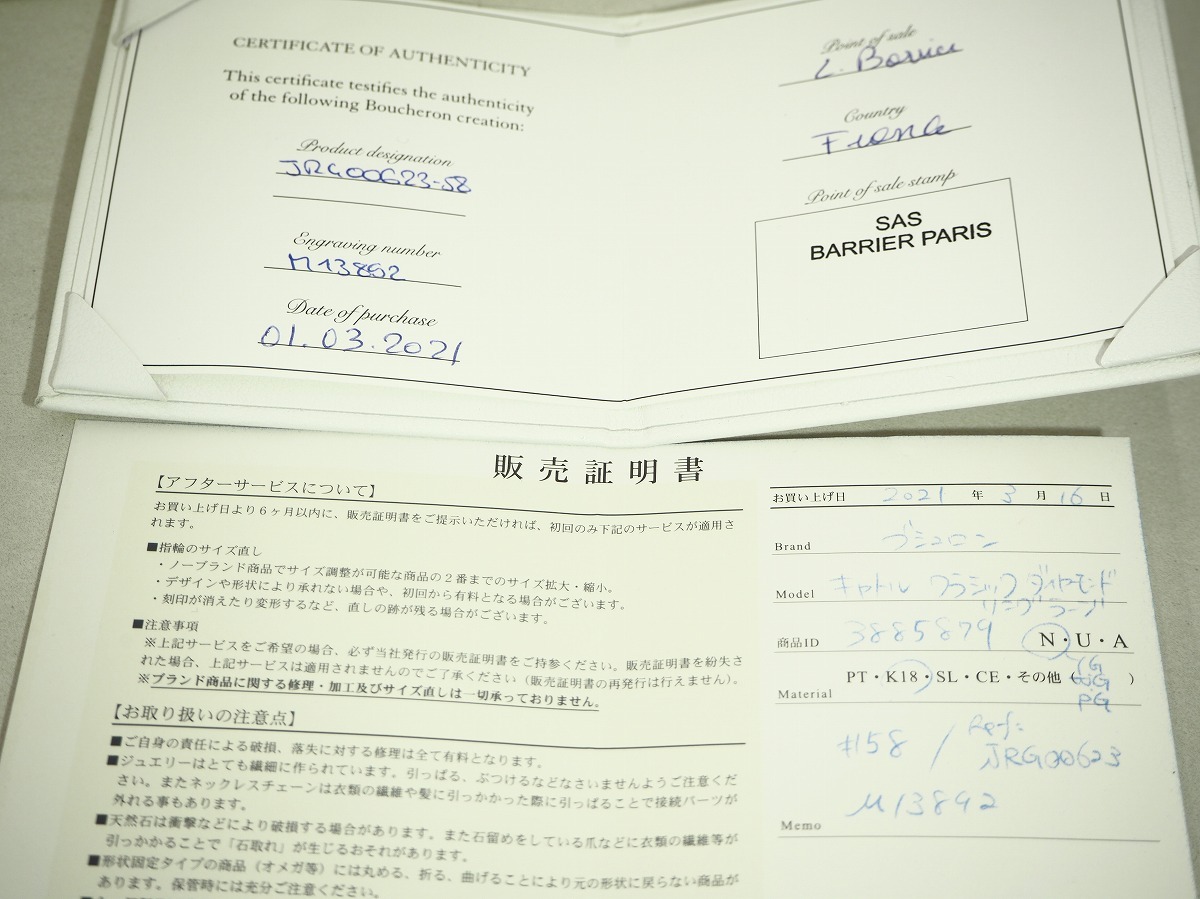 CERTIFICATE OF AUTHENTICITY
This certificate testifies the authenticity
of the following Boucheron creation:
Product designation
JRG00623-58
Engraving number
M13892
Date of purchase
01.03.2021
Point of sale
Country
France
Point of sale stamp
SAS
BARRIER PARIS
販売証明書
【アフターサービスについて】
お買い上げ日より６ヶ月以内に、販売証明書をご提示いただければ、初回のみ下記のサービスが適用さ
れます。
■指輪のサイズ直し
・ノーブランド商品でサイズ調整が可能な商品の２番までのサイズ拡大・縮小。
・デザインや形状により承れない場合や、初回から有料となる場合がございます。
・刻印が消えたり変形するなど、直しの跡が残る場合がございます。
■注意事項
※上記サービスをご希望の場合、必ず当社発行の販売証明書をご持参ください。販売証明書を紛失さ
れた場合、上記サービスは適用されませんのでご了承ください（販売証明書の再発行は行えません）。
※ブランド商品に関する修理・加工及びサイズ直しは一切承っておりません。
【お取り扱いの注意点】
■ご自身の責任による破損、落失に対する修理は全て有料となります。
■ジュエリーはとても繊細に作られています。引っぱる、ぶつけるなどなさいませんようご注意くだ
さい。またネックレスチェーンは衣類の繊維や髪に引っかかった際に引っぱることで接続パーツが
外れる事もあります。
■天然石は衝撃などにより破損する場合があります。また石留めをしている爪などに衣類の繊維等が
引っかかることで「石取れ」が生じるおそれがあります。
■形状固定タイプの商品（オメガ等）には丸める、折る、曲げることにより元の形状に戻らない商品が
あります。保管時には充分ご注意ください。
お買い上げ日 2021 年 3 月 16 日
Brand ブシュロン
Model キャトル クラシック ダイヤモンド
リング ラージ
商品ID 3885879 N・U・A
Material PT・K18・SL・CE・その他（YG WG PG）
#58 / Ref: JRG00623
M13892
Memo